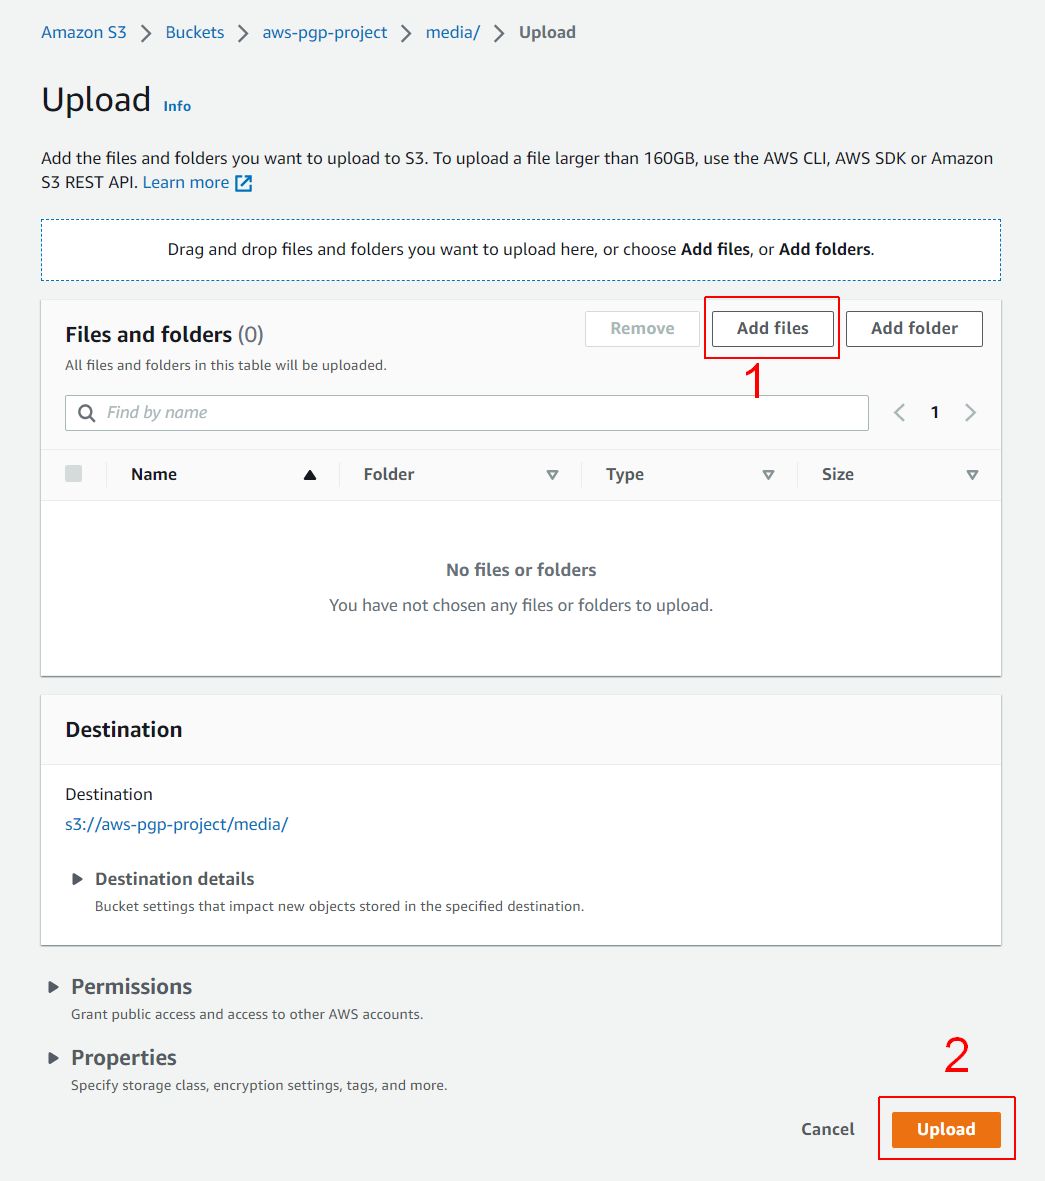 Amazon S3 > Buckets > aws-pgp-project > media/ > Upload
Upload Info
Add the files and folders you want to upload to S3. To upload a file larger than 160GB, use the AWS CLI, AWS SDK or Amazon
S3 REST API. Learn more
Drag and drop files and folders you want to upload here, or choose Add files, or Add folders.
Files and folders (0)
Remove Add files Add folder
1
All files and folders in this table will be uploaded.
Find by name
1
Name Folder Type Size
No files or folders
You have not chosen any files or folders to upload.
Destination
Destination
s3://aws-pgp-project/media/
Destination details
Bucket settings that impact new objects stored in the specified destination.
Permissions
Grant public access and access to other AWS accounts.
Properties
Specify storage class, encryption settings, tags, and more.
2
Cancel Upload